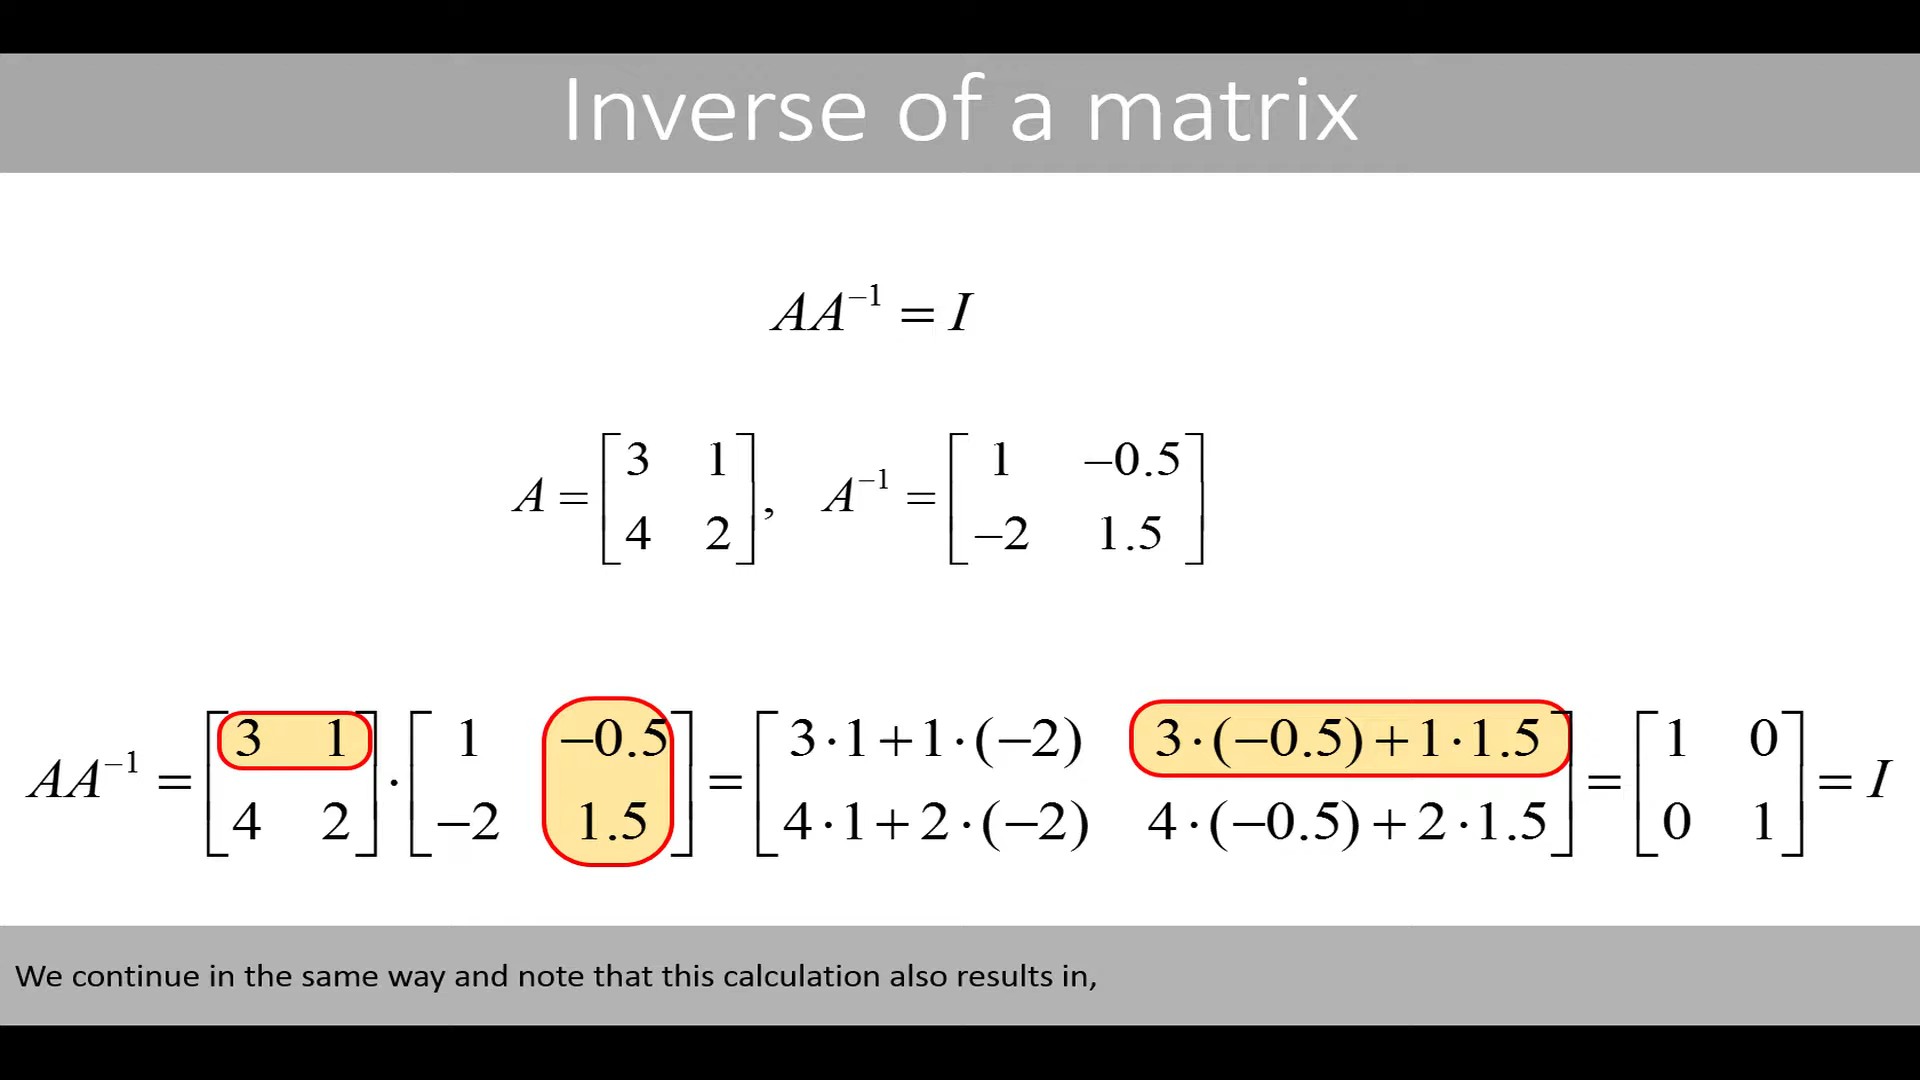 Inverse of a matrix
AA⁻¹ = I
A = [3 1; 4 2], A⁻¹ = [1 −0.5; −2 1.5]
AA⁻¹ = [3 1; 4 2] · [1 −0.5; −2 1.5] = [3·1+1·(−2) 3·(−0.5)+1·1.5; 4·1+2·(−2) 4·(−0.5)+2·1.5] = [1 0; 0 1] = I
We continue in the same way and note that this calculation also results in,